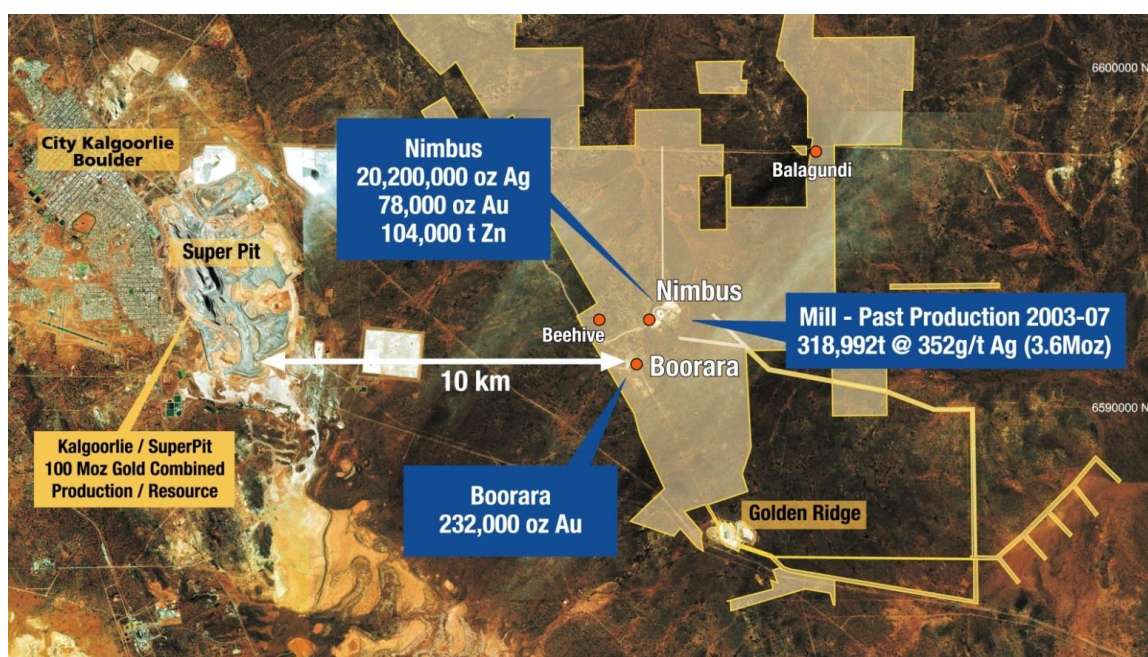 6600000 N
City Kalgoorlie
Boulder
Nimbus
20,200,000 oz Ag
78,000 oz Au
104,000 t Zn
Balagundi
Super Pit
Nimbus
Beehive
Mill - Past Production 2003-07
318,992t @ 352g/t Ag (3.6Moz)
Boorara
10 km
6590000 N
Kalgoorlie / SuperPit
100 Moz Gold Combined
Production / Resource
Boorara
232,000 oz Au
Golden Ridge